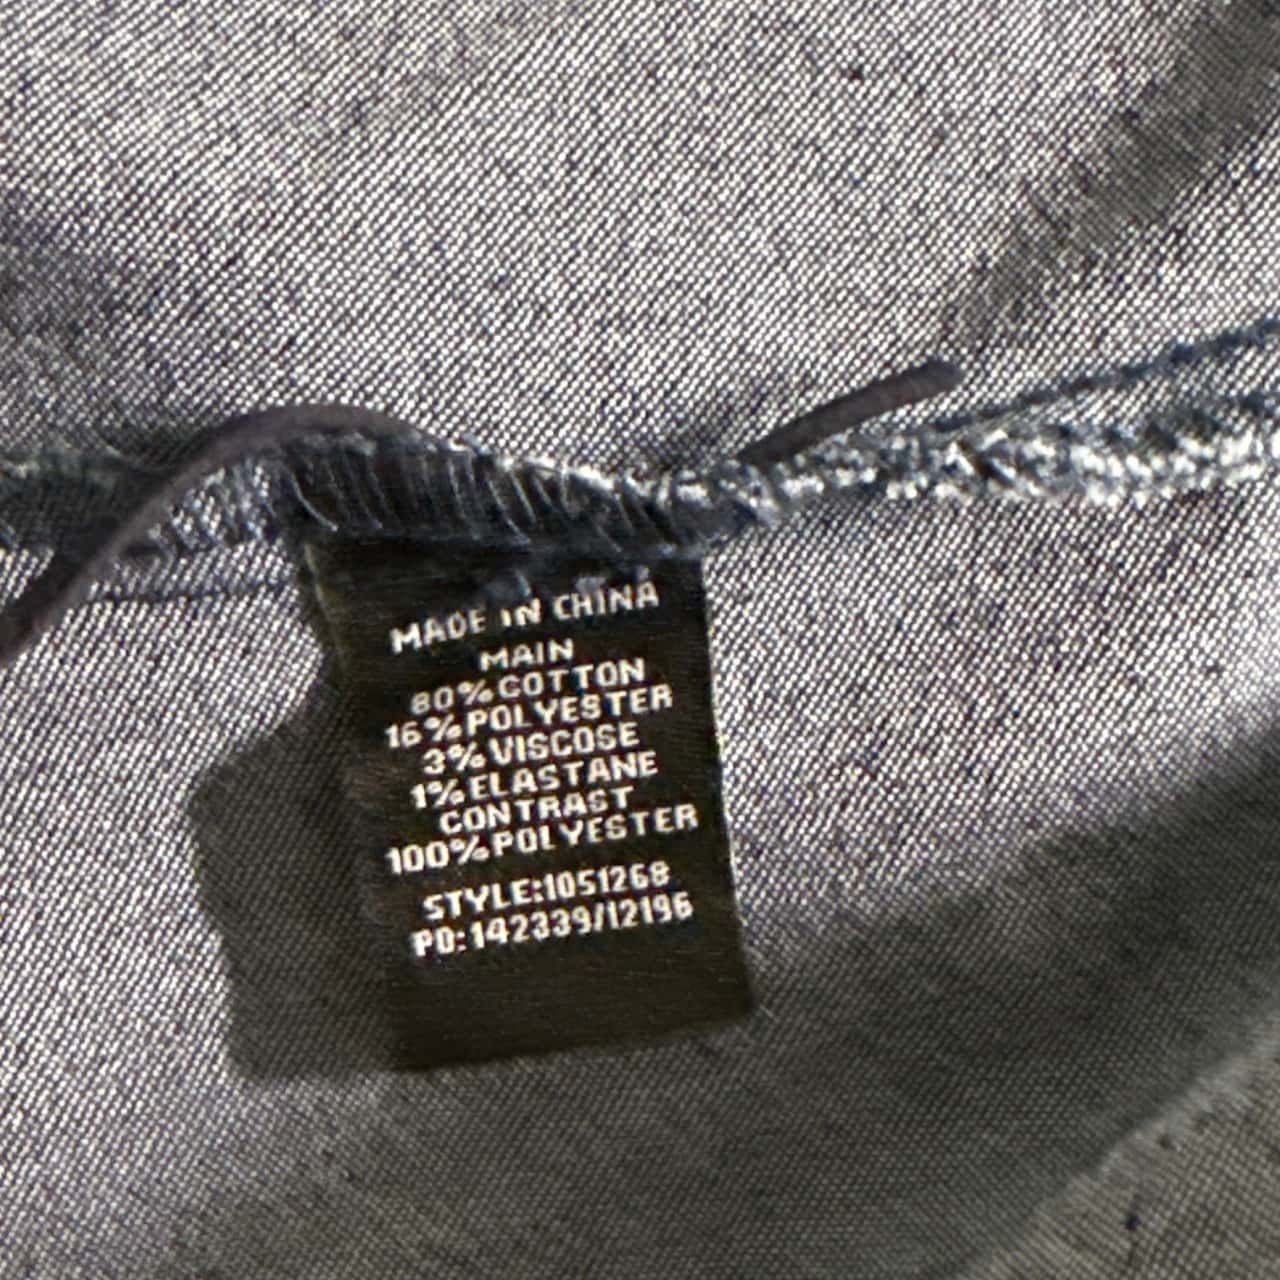 MADE IN CHINA
MAIN
80%COTTON
16%POLYESTER
3%VISCOSE
1%ELASTANE
CONTRAST
100%POLYESTER
STYLE:1051268
PO:142339/12196